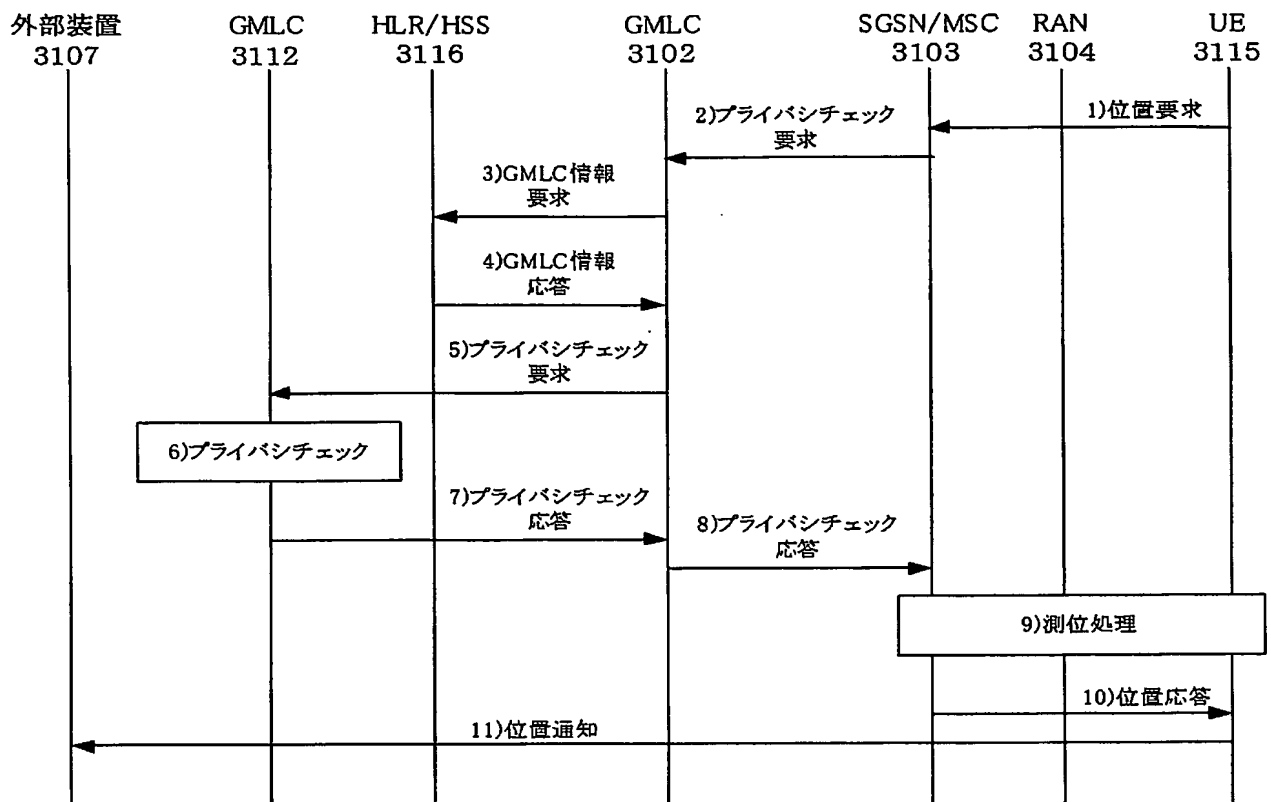 外部装置
3107
GMLC
3112
HLR/HSS
3116
GMLC
3102
SGSN/MSC
3103
RAN
3104
UE
3115
1)位置要求
2)プライバシチェック
要求
3)GMLC情報
要求
4)GMLC情報
応答
5)プライバシチェック
要求
6)プライバシチェック
7)プライバシチェック
応答
8)プライバシチェック
応答
9)測位処理
10)位置応答
11)位置通知